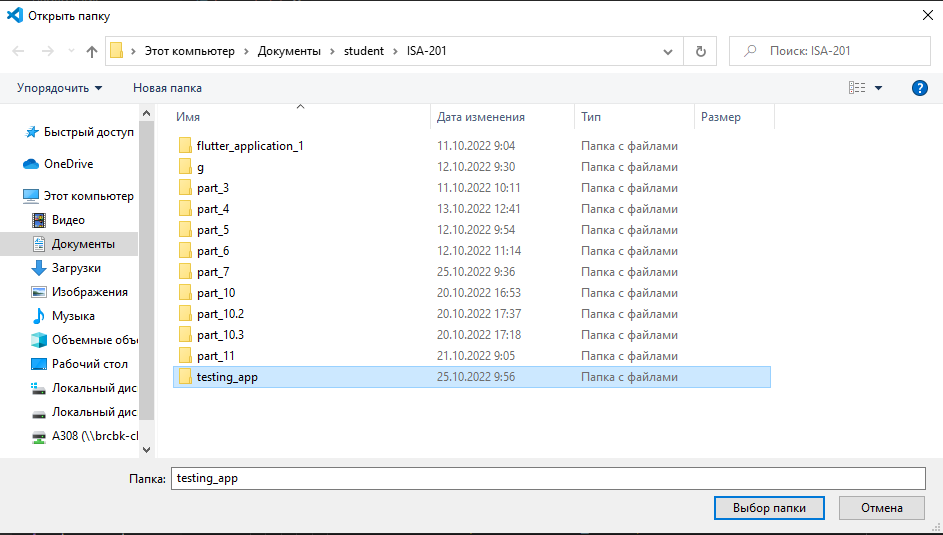 Открыть папку
Этот компьютер > Документы > student > ISA-201
Поиск: ISA-201
Упорядочить Новая папка
Имя Дата изменения Тип Размер
Быстрый доступ
OneDrive
Этот компьютер
Видео
Документы
Загрузки
Изображения
Музыка
Объемные объ
Рабочий стол
Локальный дис
Локальный дис
A308 (\\brcbk-cl
flutter_application_1 11.10.2022 9:04 Папка с файлами
g 12.10.2022 9:30 Папка с файлами
part_3 11.10.2022 10:11 Папка с файлами
part_4 13.10.2022 12:41 Папка с файлами
part_5 12.10.2022 9:54 Папка с файлами
part_6 12.10.2022 11:14 Папка с файлами
part_7 25.10.2022 9:36 Папка с файлами
part_10 20.10.2022 16:53 Папка с файлами
part_10.2 20.10.2022 17:37 Папка с файлами
part_10.3 20.10.2022 17:18 Папка с файлами
part_11 21.10.2022 9:05 Папка с файлами
testing_app 25.10.2022 9:56 Папка с файлами
Папка: testing_app
Выбор папки Отмена